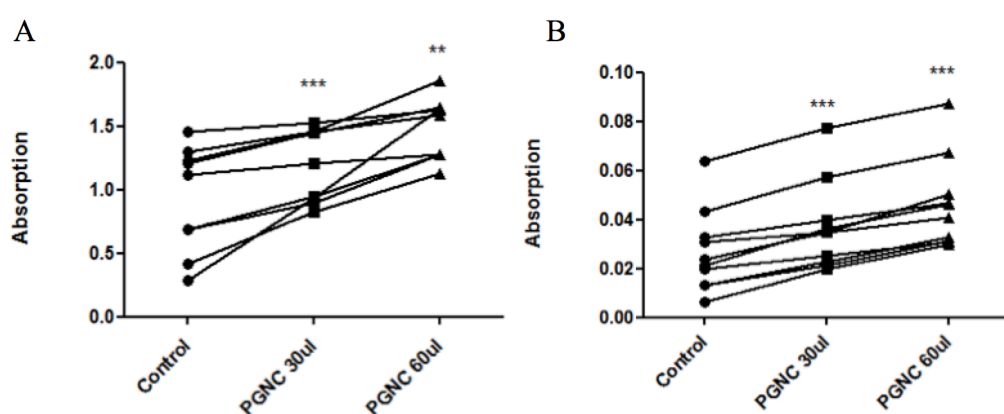 A
B
Absorption
2.0
1.5
1.0
0.5
0.0
***
**
Control
PGNC 30ul
PGNC 60ul
Absorption
0.10
0.08
0.06
0.04
0.02
0.00
***
***
Control
PGNC 30ul
PGNC 60ul